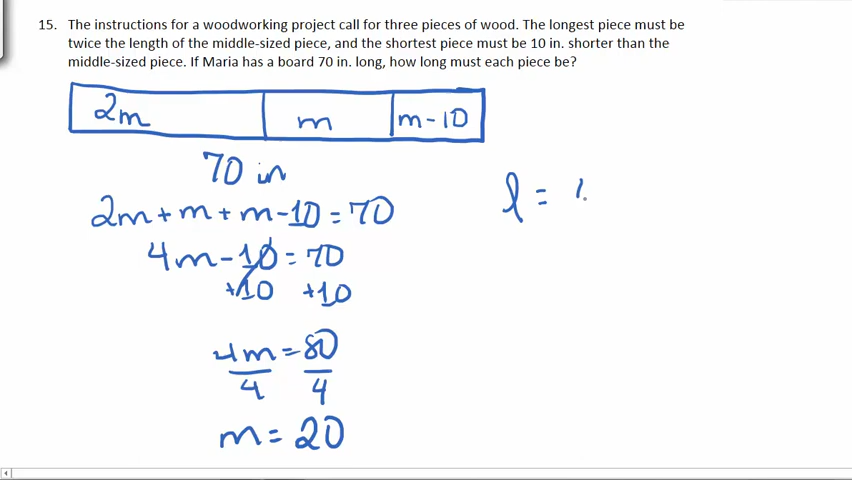 15. The instructions for a woodworking project call for three pieces of wood. The longest piece must be
twice the length of the middle-sized piece, and the shortest piece must be 10 in. shorter than the
middle-sized piece. If Maria has a board 70 in. long, how long must each piece be?
2m m m-10
70 in
2m + m + m - 10 = 70
4m - 10 = 70
+10 +10
4m = 80
4 4
m = 20
l =